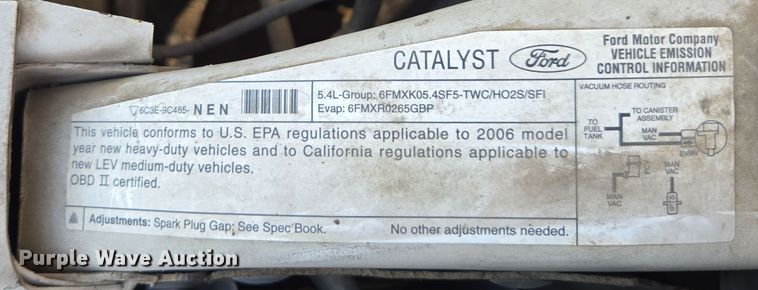 CATALYST
Ford
Ford Motor Company
VEHICLE EMISSION
CONTROL INFORMATION
6C3E-9C485- NEN
5.4L-Group: 6FMXK05.4SF5-TWC/HO2S/SFI
Evap: 6FMXR0265GBP
This vehicle conforms to U.S. EPA regulations applicable to 2006 model
year new heavy-duty vehicles and to California regulations applicable to
new LEV medium-duty vehicles.
OBD II certified.
Adjustments: Spark Plug Gap; See Spec Book.
No other adjustments needed.
VACUUM HOSE ROUTING
TO CANISTER
ASSEMBLY
TO
FUEL
TANK
MAN
VAC
EVMV
PCV
MAN
VAC
MAN
VAC
Purple Wave Auction